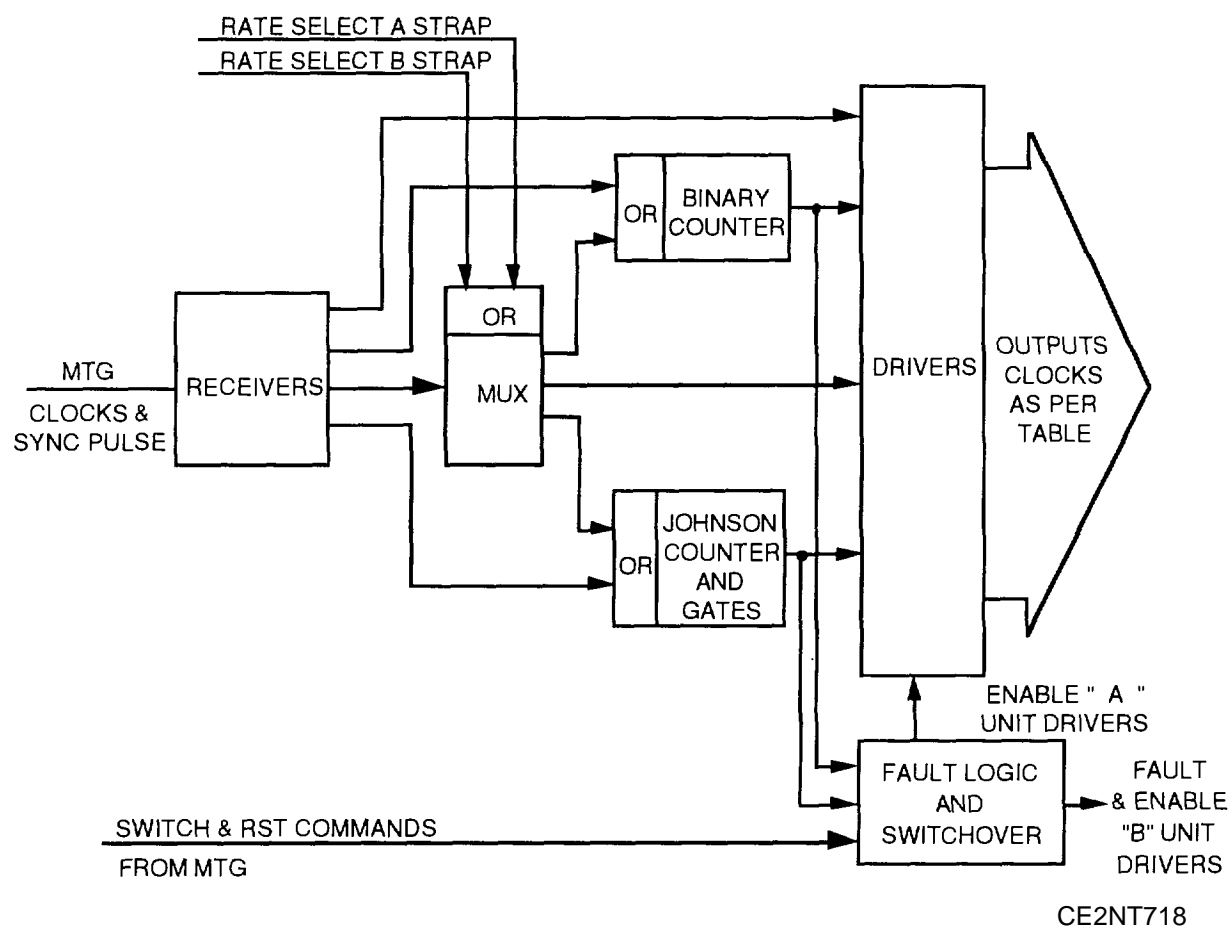 RATE SELECT A STRAP
RATE SELECT B STRAP
OR
BINARY
COUNTER
OR
MUX
MTG
CLOCKS &
SYNC PULSE
RECEIVERS
DRIVERS
OUTPUTS
CLOCKS
AS PER
TABLE
OR
JOHNSON
COUNTER
AND
GATES
ENABLE " A "
UNIT DRIVERS
FAULT LOGIC
AND
SWITCHOVER
FAULT
& ENABLE
"B" UNIT
DRIVERS
SWITCH & RST COMMANDS
FROM MTG
CE2NT718